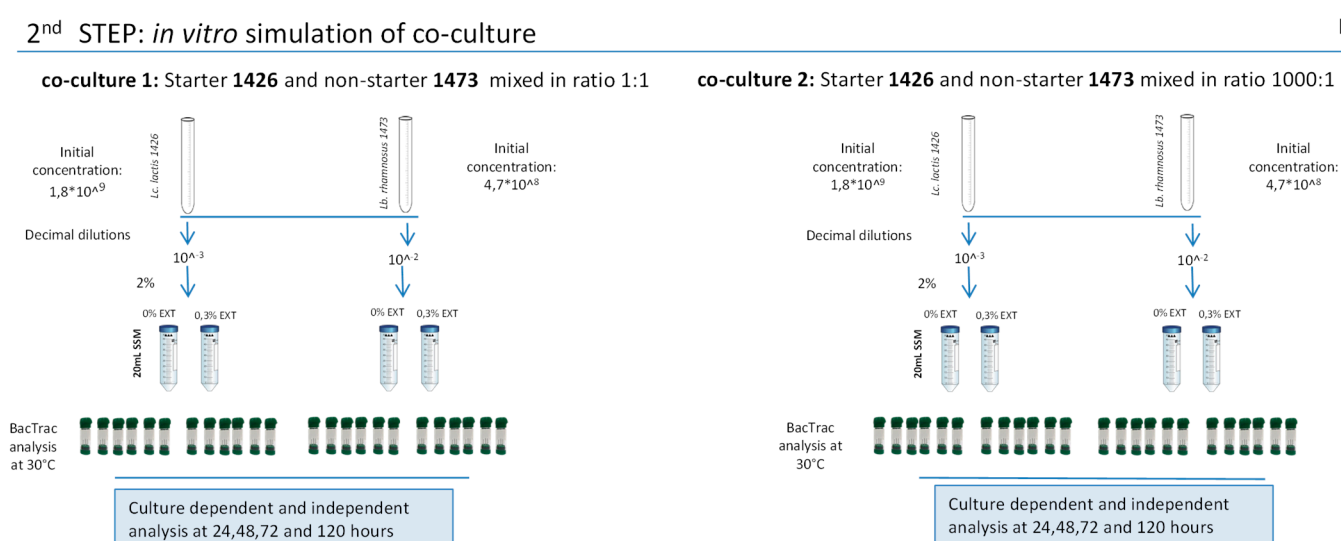 2nd STEP: in vitro simulation of co-culture
co-culture 1: Starter 1426 and non-starter 1473 mixed in ratio 1:1
Initial
concentration:
1,8*10^9
Lc. lactis 1426
Lb. rhamnosus 1473
Initial
concentration:
4,7*10^8
Decimal dilutions
10^-3
10^-2
2%
0% EXT
0,3% EXT
0% EXT
0,3% EXT
20mL SSM
BacTrac
analysis
at 30°C
Culture dependent and independent
analysis at 24,48,72 and 120 hours
co-culture 2: Starter 1426 and non-starter 1473 mixed in ratio 1000:1
Initial
concentration:
1,8*10^9
Lc. lactis 1426
Lb. rhamnosus 1473
Initial
concentration:
4,7*10^8
Decimal dilutions
10^-3
10^-2
2%
0% EXT
0,3% EXT
0% EXT
0,3% EXT
20mL SSM
BacTrac
analysis at
30°C
Culture dependent and independent
analysis at 24,48,72 and 120 hours